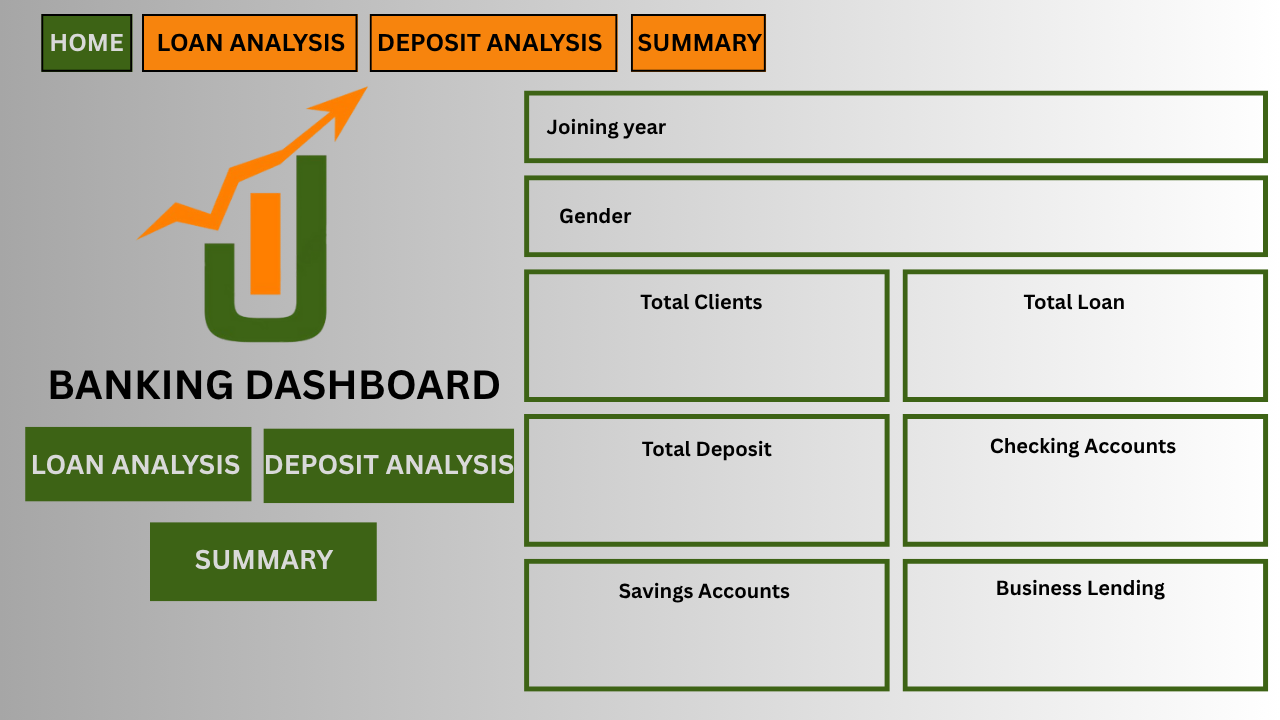 HOME
LOAN ANALYSIS
DEPOSIT ANALYSIS
SUMMARY
BANKING DASHBOARD
LOAN ANALYSIS
DEPOSIT ANALYSIS
SUMMARY
Joining year
Gender
Total Clients
Total Loan
Total Deposit
Checking Accounts
Savings Accounts
Business Lending